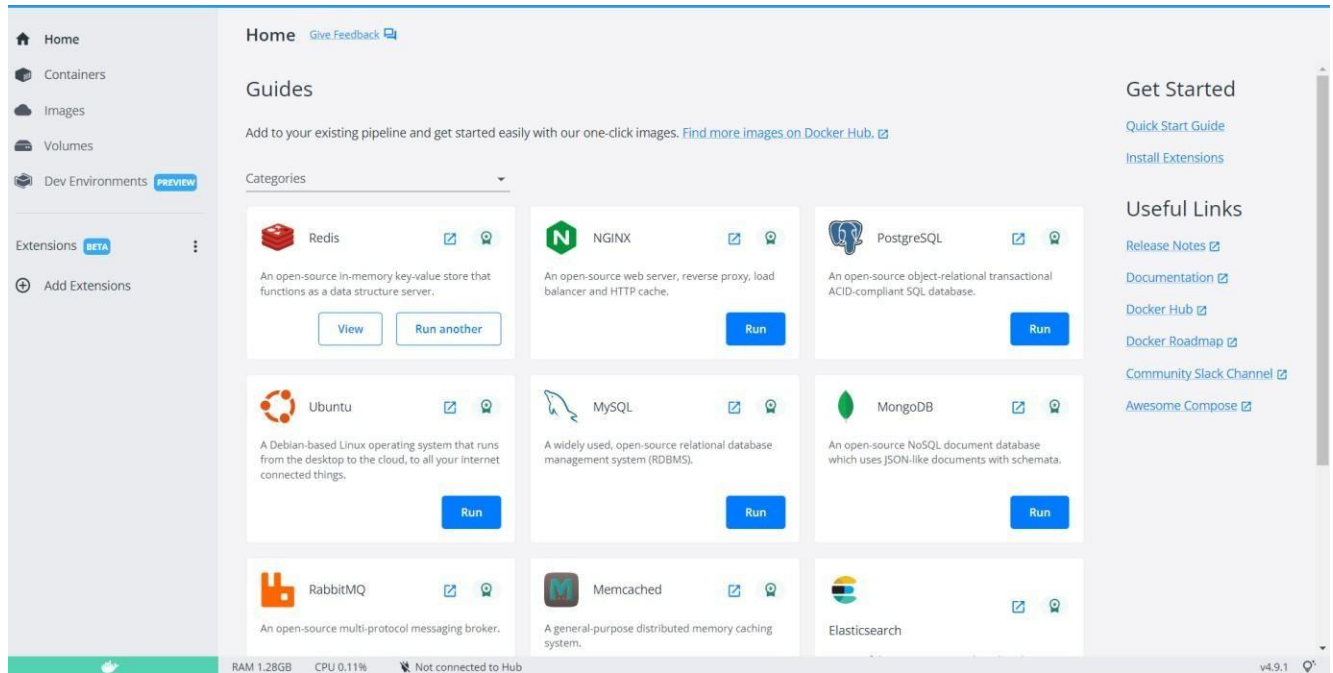 Home
Containers
Images
Volumes
Dev Environments PREVIEW
Extensions BETA
Add Extensions
Home Give Feedback
Guides
Add to your existing pipeline and get started easily with our one-click images. Find more images on Docker Hub.
Categories
Redis
An open-source in-memory key-value store that
functions as a data structure server.
View Run another
NGINX
An open-source web server, reverse proxy, load
balancer and HTTP cache.
Run
PostgreSQL
An open-source object-relational transactional
ACID-compliant SQL database.
Run
Ubuntu
A Debian-based Linux operating system that runs
from the desktop to the cloud, to all your internet
connected things.
Run
MySQL
A widely used, open-source relational database
management system (RDBMS).
Run
MongoDB
An open-source NoSQL document database
which uses JSON-like documents with schemata.
Run
RabbitMQ
An open-source multi-protocol messaging broker.
Memcached
A general-purpose distributed memory caching
system.
Elasticsearch
Get Started
Quick Start Guide
Install Extensions
Useful Links
Release Notes
Documentation
Docker Hub
Docker Roadmap
Community Slack Channel
Awesome Compose
RAM 1.28GB CPU 0.11% Not connected to Hub
v4.9.1